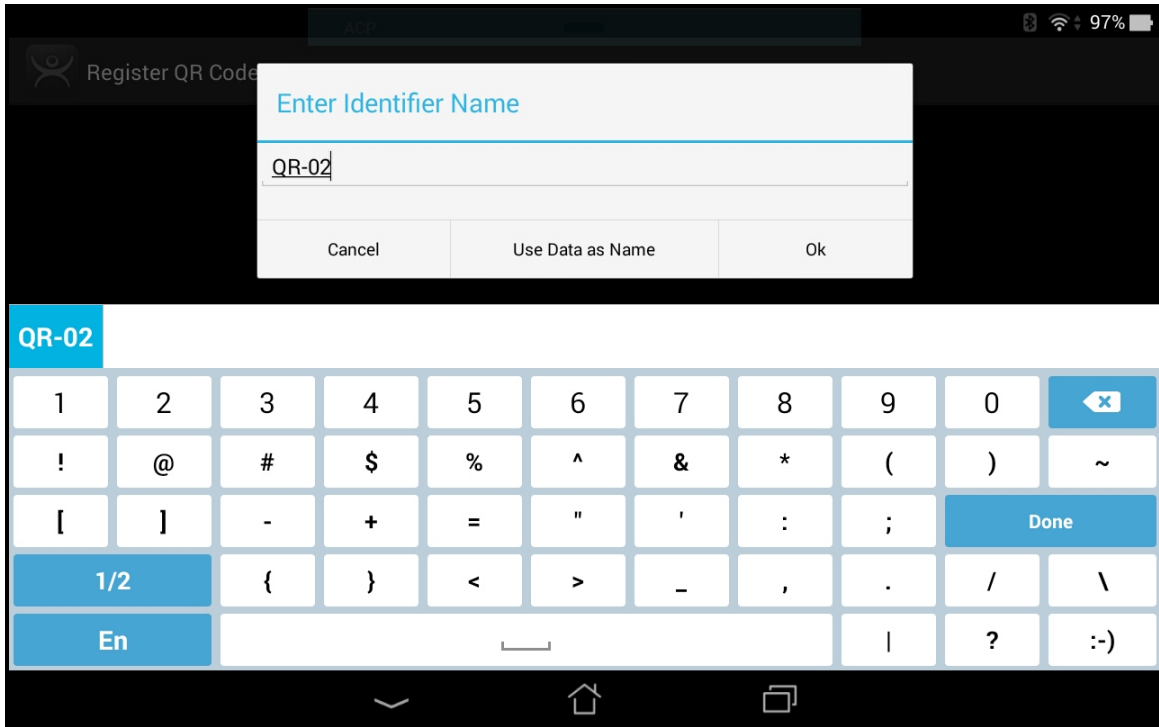 ACP
97%
Register QR Code
Enter Identifier Name
QR-02
Cancel Use Data as Name Ok
QR-02
1 2 3 4 5 6 7 8 9 0
! @ # $ % ^ & * ( ) ~
[ ] - + = " ' : ; Done
1/2 { } < > _ , . / \
En | ? :-)